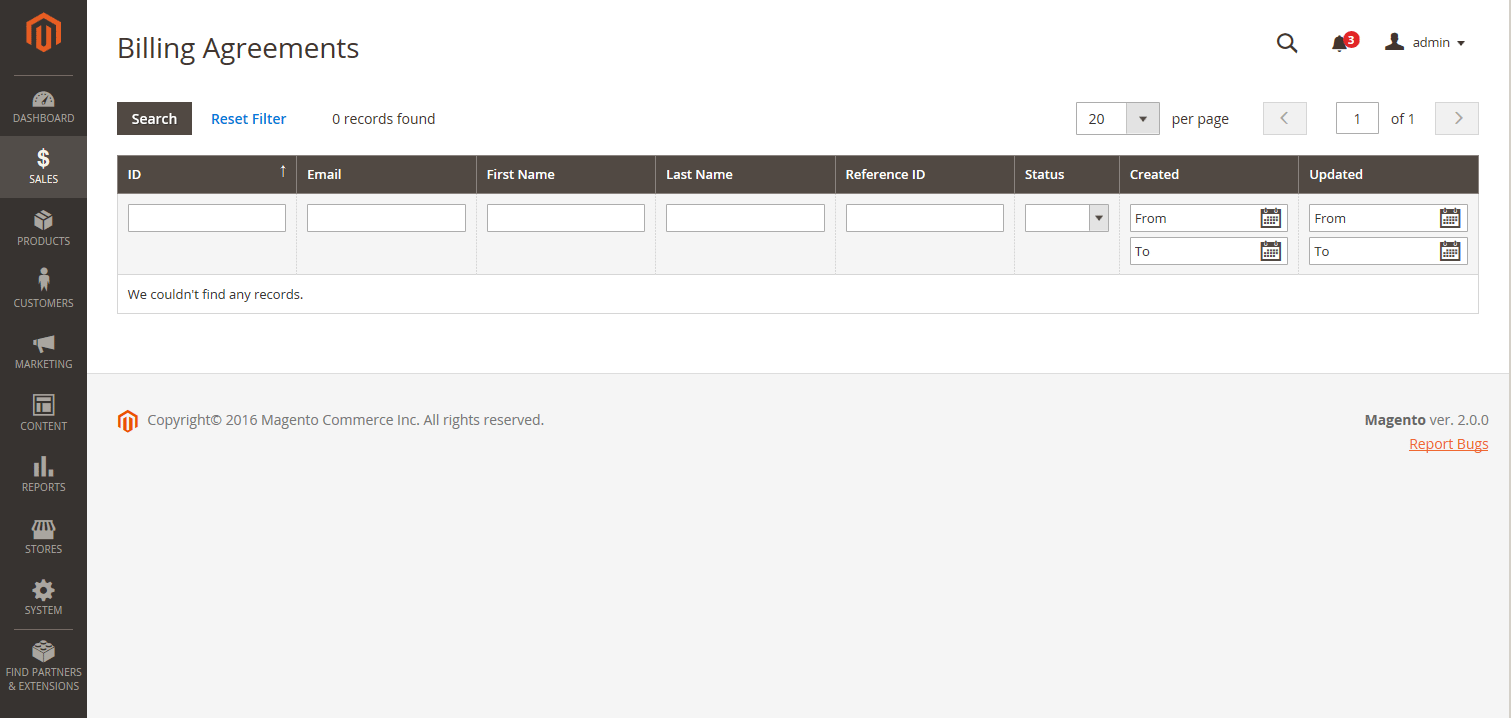 Billing Agreements
3
admin
Search
Reset Filter
0 records found
20
per page
1
of 1
ID
Email
First Name
Last Name
Reference ID
Status
Created
Updated
From
From
To
To
We couldn't find any records.
DASHBOARD
SALES
PRODUCTS
CUSTOMERS
MARKETING
CONTENT
REPORTS
STORES
SYSTEM
FIND PARTNERS
& EXTENSIONS
Copyright© 2016 Magento Commerce Inc. All rights reserved.
Magento ver. 2.0.0
Report Bugs